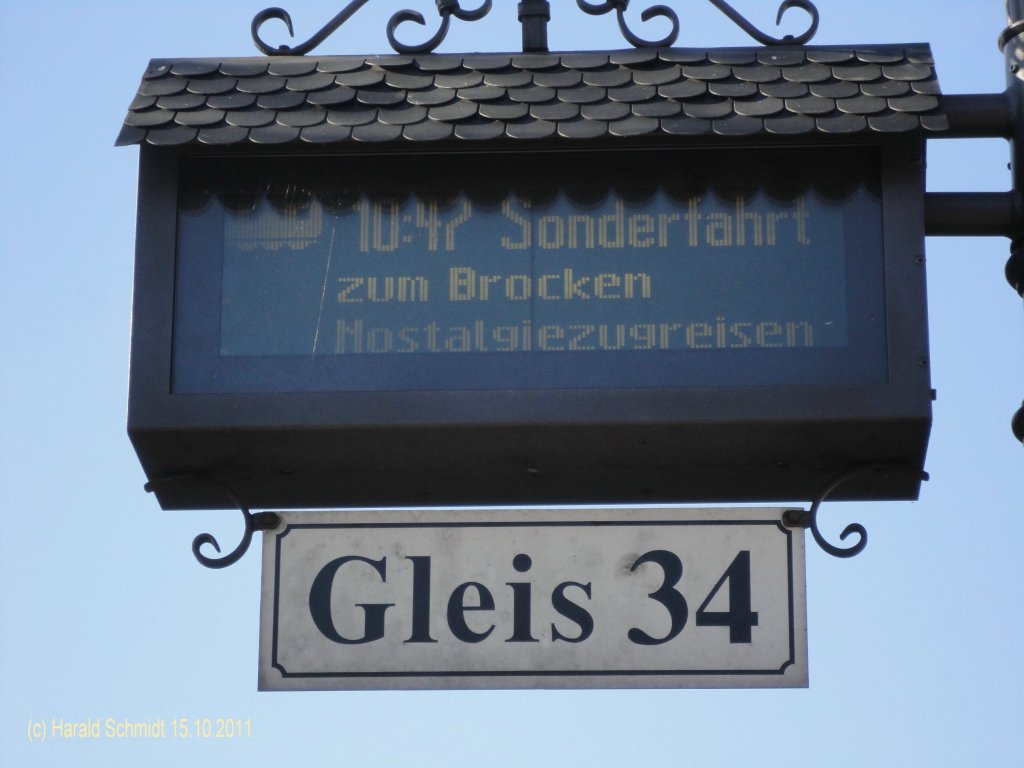 10:47 Sonderfahrt
zum Brocken
Nostalgiezugreisen
Gleis 34
(c) Harald Schmidt 15.10.2011